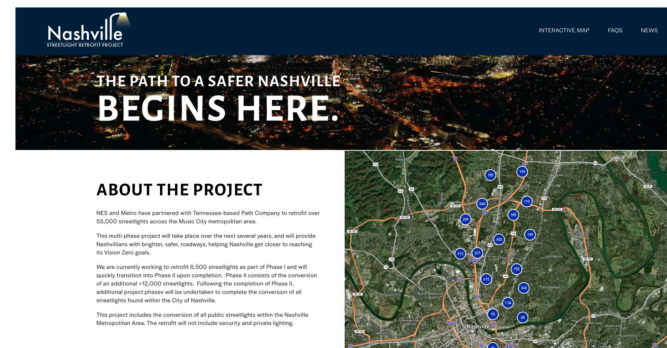 Nashville
STREETLIGHT RETROFIT PROJECT
INTERACTIVE MAP FAQS NEWS
THE PATH TO A SAFER NASHVILLE
BEGINS HERE.
ABOUT THE PROJECT
NES and Metro have partnered with Tennessee-based Path Company to retrofit over
55,000 streetlights across the Music City metropolitan area.
This multi-phase project will take place over the next several years, and will provide
Nashvillians with brighter, safer, roadways, helping Nashville get closer to reaching
its Vision Zero goals.
We are currently working to retrofit 6,500 streetlights as part of Phase I and will
quickly transition into Phase II upon completion. Phase II consists of the conversion
of an additional +12,000 streetlights. Following the completion of Phase II,
additional project phases will be undertaken to complete the conversion of all
streetlights found within the City of Nashville.
This project includes the conversion of all public streetlights within the Nashville
Metropolitan Area. The retrofit will not include security and private lighting.
Nashville